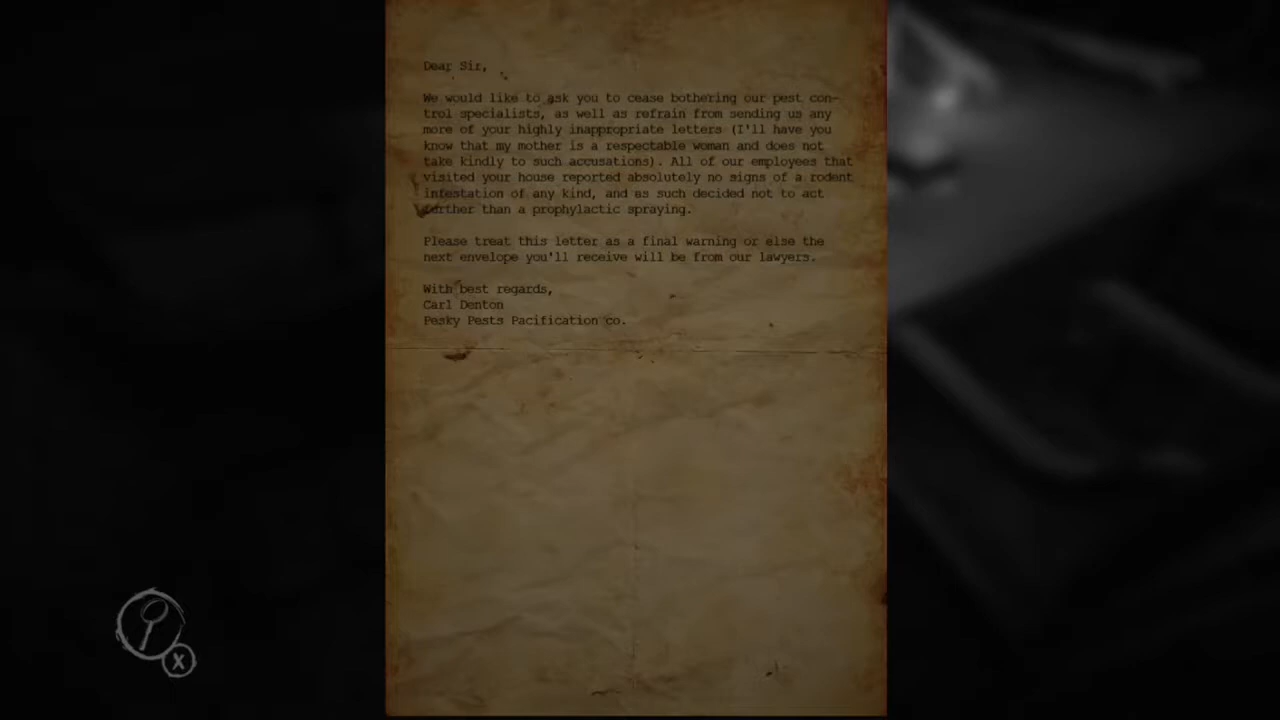 Dear Sir,
We would like to ask you to cease bothering our pest con-
trol specialists, as well as refrain from sending us any
more of your highly inappropriate letters (I'll have you
know that my mother is a respectable woman and does not
take kindly to such accusations). All of our employees that
visited your house reported absolutely no signs of a rodent
infestation of any kind, and as such decided not to act
further than a prophylactic spraying.
Please treat this letter as a final warning or else the
next envelope you'll receive will be from our lawyers.
With best regards,
Carl Denton
Pesky Pests Pacification co.
X